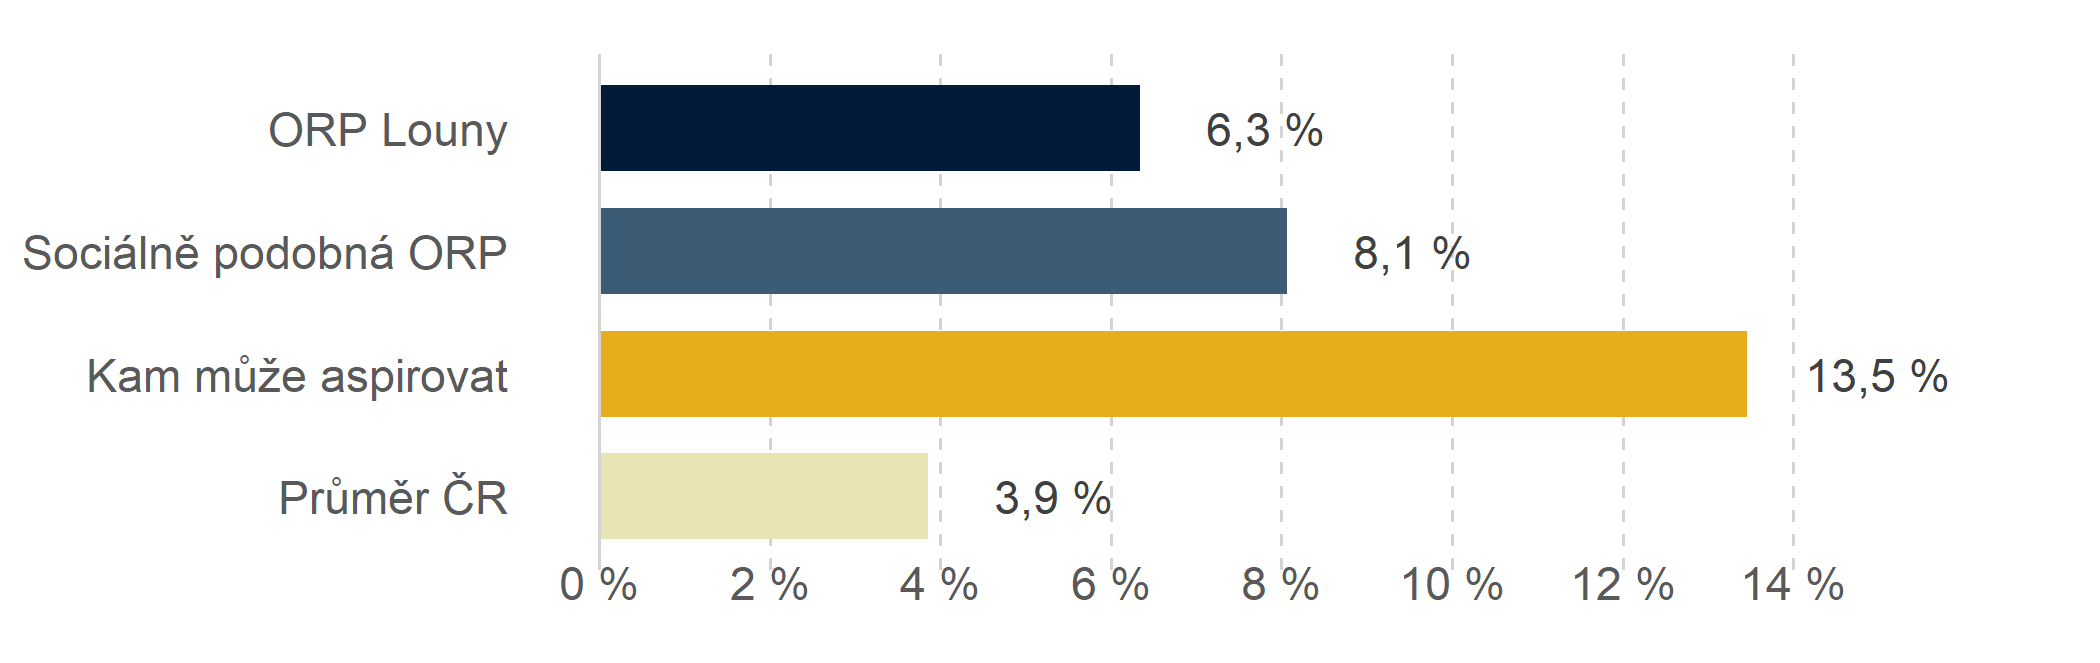 ORP Louny
6,3 %
Sociálně podobná ORP
8,1 %
Kam může aspirovat
13,5 %
Průměr ČR
3,9 %
0 % 2 % 4 % 6 % 8 % 10 % 12 % 14 %